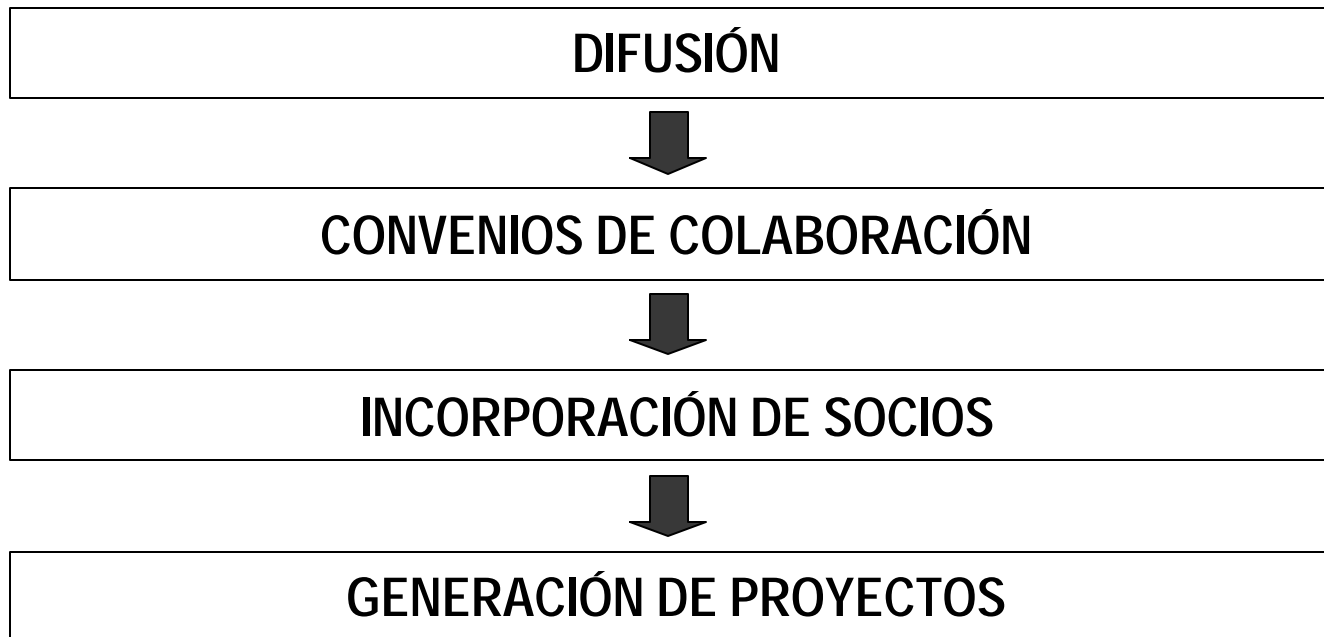 DIFUSIÓN
CONVENIOS DE COLABORACIÓN
INCORPORACIÓN DE SOCIOS
GENERACIÓN DE PROYECTOS